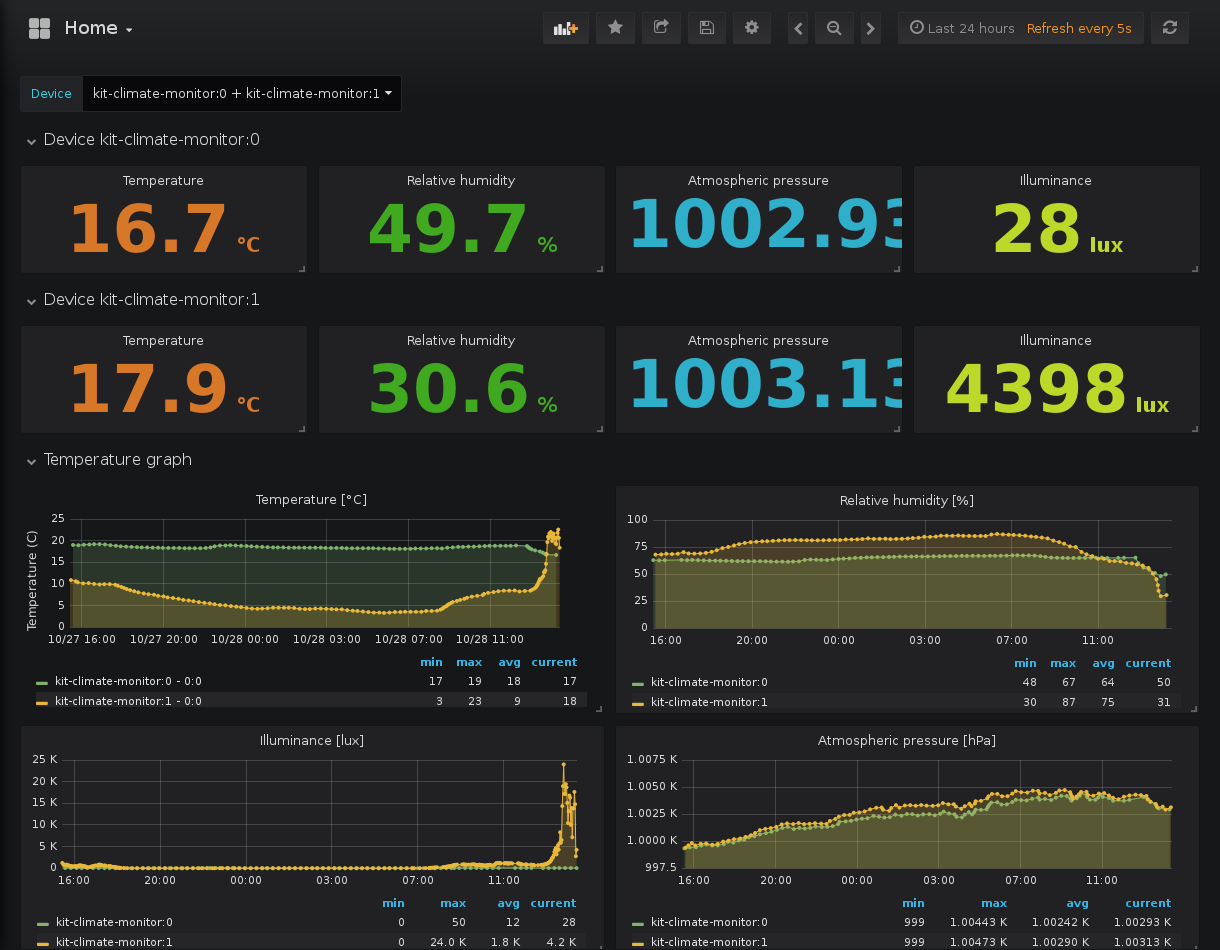 Home
Last 24 hours Refresh every 5s
Device kit-climate-monitor:0 + kit-climate-monitor:1
Device kit-climate-monitor:0
Temperature Relative humidity Atmospheric pressure Illuminance
16.7 °C 49.7 % 1002.93 28 lux
Device kit-climate-monitor:1
Temperature Relative humidity Atmospheric pressure Illuminance
17.9 °C 30.6 % 1003.13 4398 lux
Temperature graph
Temperature [°C]
Temperature (C)
25
20
15
10
5
0
10/27 16:00 10/27 20:00 10/28 00:00 10/28 03:00 10/28 07:00 10/28 11:00
min max avg current
kit-climate-monitor:0 - 0:0 17 19 18 17
kit-climate-monitor:1 - 0:0 3 23 9 18
Relative humidity [%]
100
75
50
25
0
16:00 20:00 00:00 03:00 07:00 11:00
min max avg current
kit-climate-monitor:0 48 67 64 50
kit-climate-monitor:1 30 87 75 31
Illuminance [lux]
25 K
20 K
15 K
10 K
5 K
0
16:00 20:00 00:00 03:00 07:00 11:00
min max avg current
kit-climate-monitor:0 0 50 12 28
kit-climate-monitor:1 0 24.0 K 1.8 K 4.2 K
Atmospheric pressure [hPa]
1.0075 K
1.0050 K
1.0025 K
1.0000 K
997.5
16:00 20:00 00:00 03:00 07:00 11:00
min max avg current
kit-climate-monitor:0 999 1.00443 K 1.00242 K 1.00293 K
kit-climate-monitor:1 999 1.00473 K 1.00290 K 1.00313 K